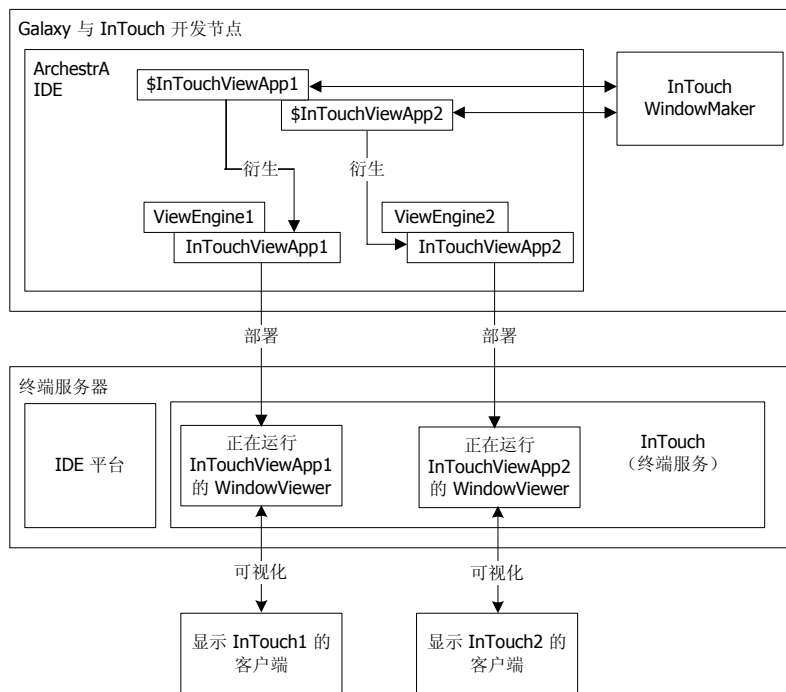 Galaxy 与 InTouch 开发节点
ArchestrA
IDE
$InTouchViewApp1
$InTouchViewApp2
InTouch
WindowMaker
衍生
衍生
ViewEngine1
InTouchViewApp1
ViewEngine2
InTouchViewApp2
部署
部署
终端服务器
IDE 平台
正在运行
InTouchViewApp1
的 WindowViewer
正在运行
InTouchViewApp2
的 WindowViewer
InTouch
（终端服务）
可视化
可视化
显示 InTouch1 的
客户端
显示 InTouch2 的
客户端